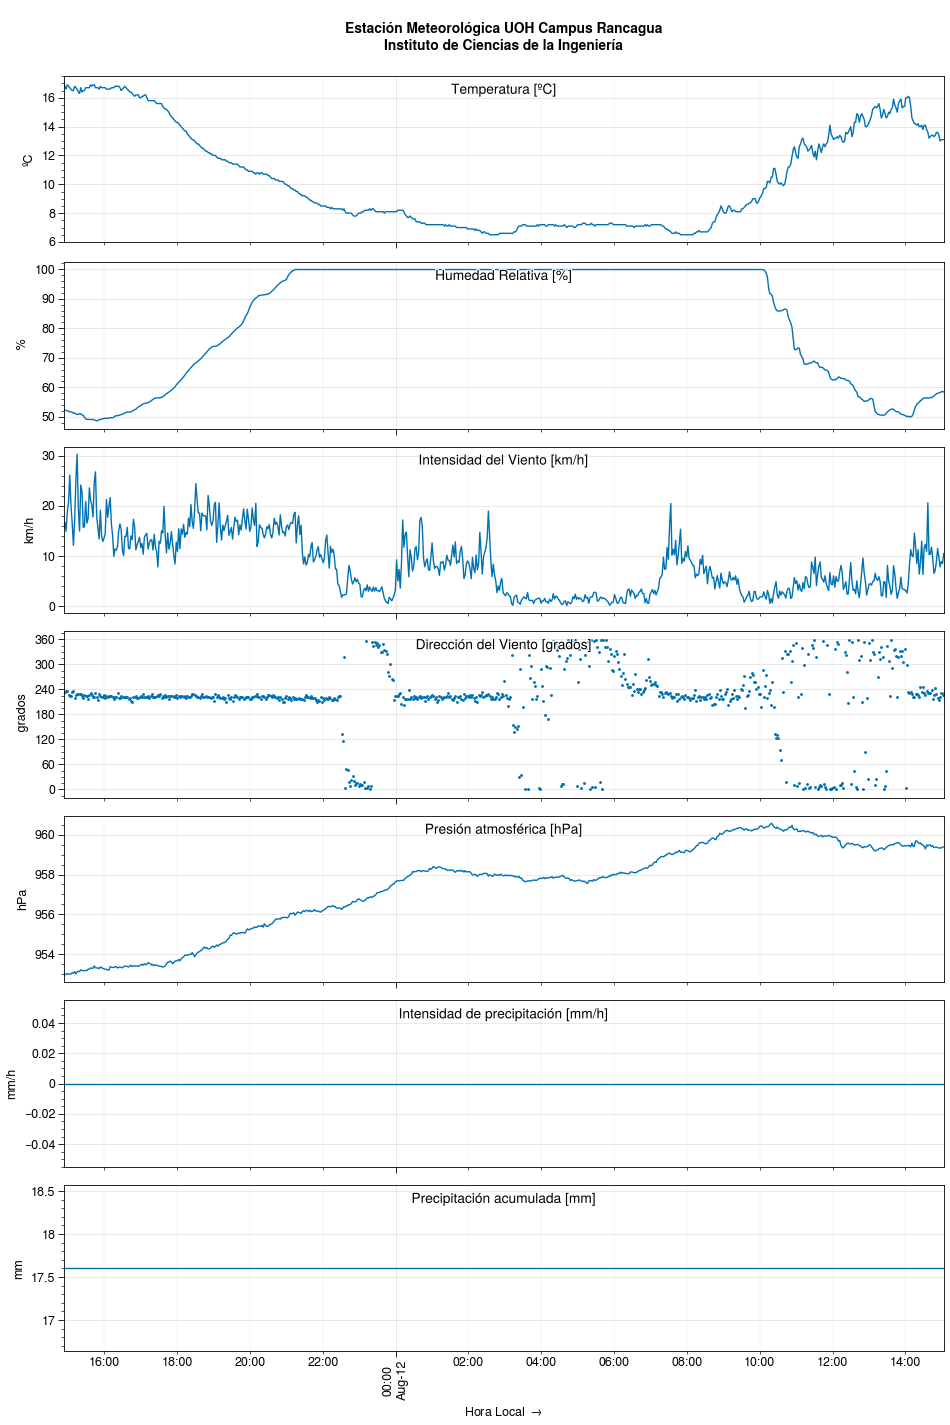 Estación Meteorológica UOH Campus Rancagua
Instituto de Ciencias de la Ingeniería
Temperatura [ºC]
ºC
16
14
12
10
8
6
Humedad Relativa [%]
%
100
90
80
70
60
50
Intensidad del Viento [km/h]
km/h
30
20
10
0
Dirección del Viento [grados]
grados
360
300
240
180
120
60
0
Presión atmosférica [hPa]
hPa
960
958
956
954
Intensidad de precipitación [mm/h]
mm/h
0.04
0.02
0
−0.02
−0.04
Precipitación acumulada [mm]
mm
18.5
18
17.5
17
16:00
18:00
20:00
22:00
00:00
Aug-12
02:00
04:00
06:00
08:00
10:00
12:00
14:00
Hora Local →